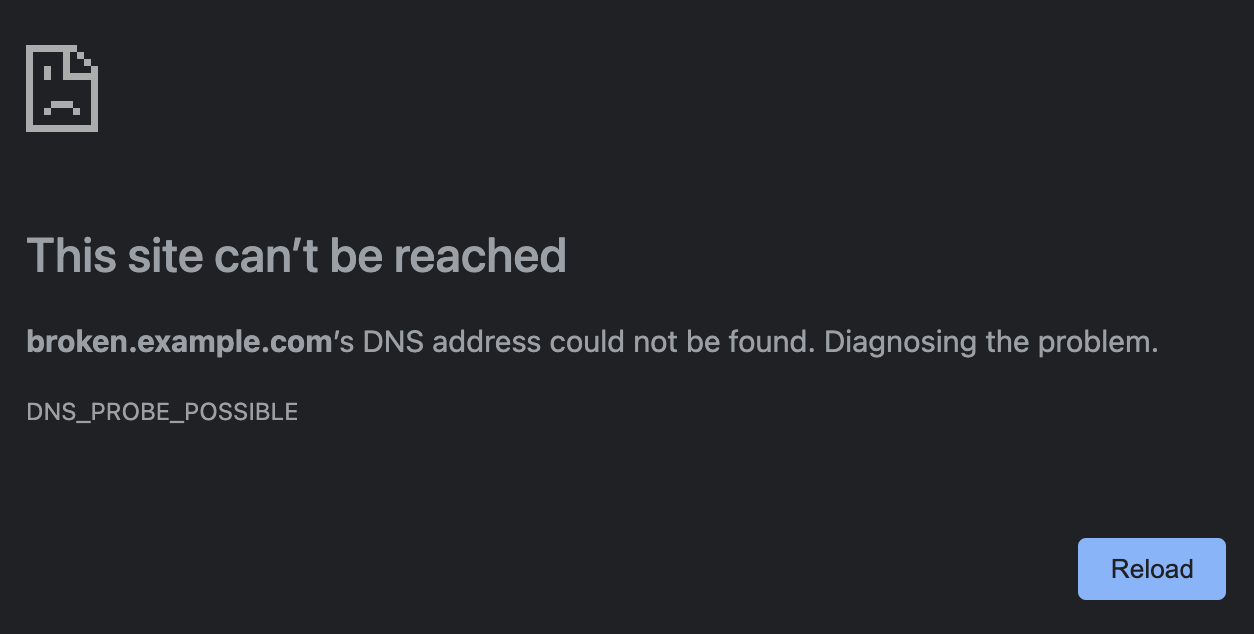 This site can’t be reached
broken.example.com’s DNS address could not be found. Diagnosing the problem.
DNS_PROBE_POSSIBLE
Reload